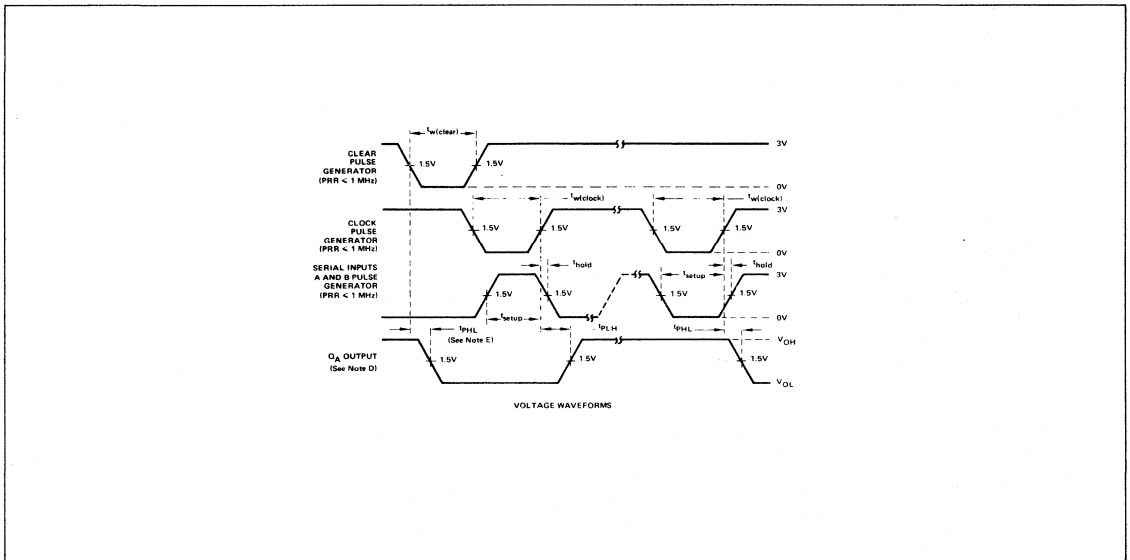 tw(clear)
CLEAR
PULSE
GENERATOR
(PRR < 1 MHz)
1.5V
1.5V
3V
0V
tw(clock)
tw(clock)
CLOCK
PULSE
GENERATOR
(PRR < 1 MHz)
1.5V
1.5V
1.5V
1.5V
3V
0V
SERIAL INPUTS
A AND B PULSE
GENERATOR
(PRR < 1 MHz)
thold
tsetup
thold
1.5V
1.5V
1.5V
1.5V
3V
0V
tsetup
tPHL
(See Note E)
tPLH
tPHL
QA OUTPUT
(See Note D)
1.5V
1.5V
1.5V
VOH
VOL
VOLTAGE WAVEFORMS